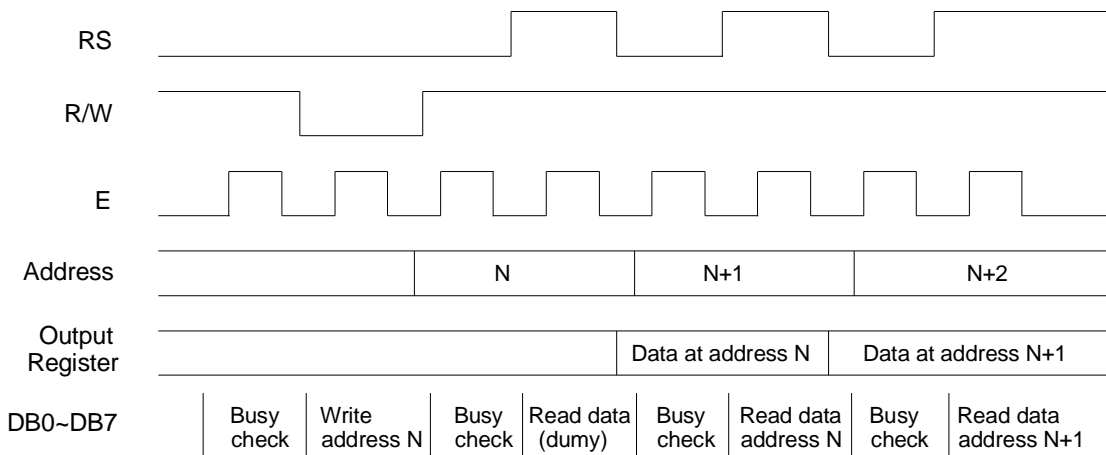 RS
R/W
E
Address
N
N+1
N+2
Output
Register
Data at address N
Data at address N+1
DB0~DB7
Busy
check
Write
address N
Busy
check
Read data
(dumy)
Busy
check
Read data
address N
Busy
check
Read data
address N+1